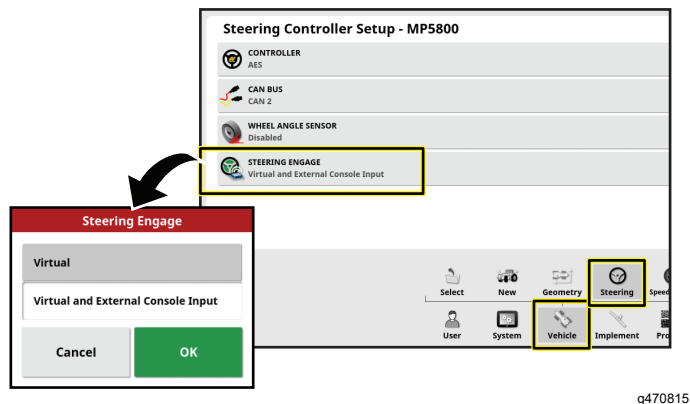 Steering Controller Setup - MP5800
CONTROLLER
AES
CAN BUS
CAN 2
WHEEL ANGLE SENSOR
Disabled
STEERING ENGAGE
Virtual and External Console Input
Steering Engage
Virtual
Virtual and External Console Input
Cancel
OK
Select New Geometry Steering Speed
User System Vehicle Implement Pro
g470815